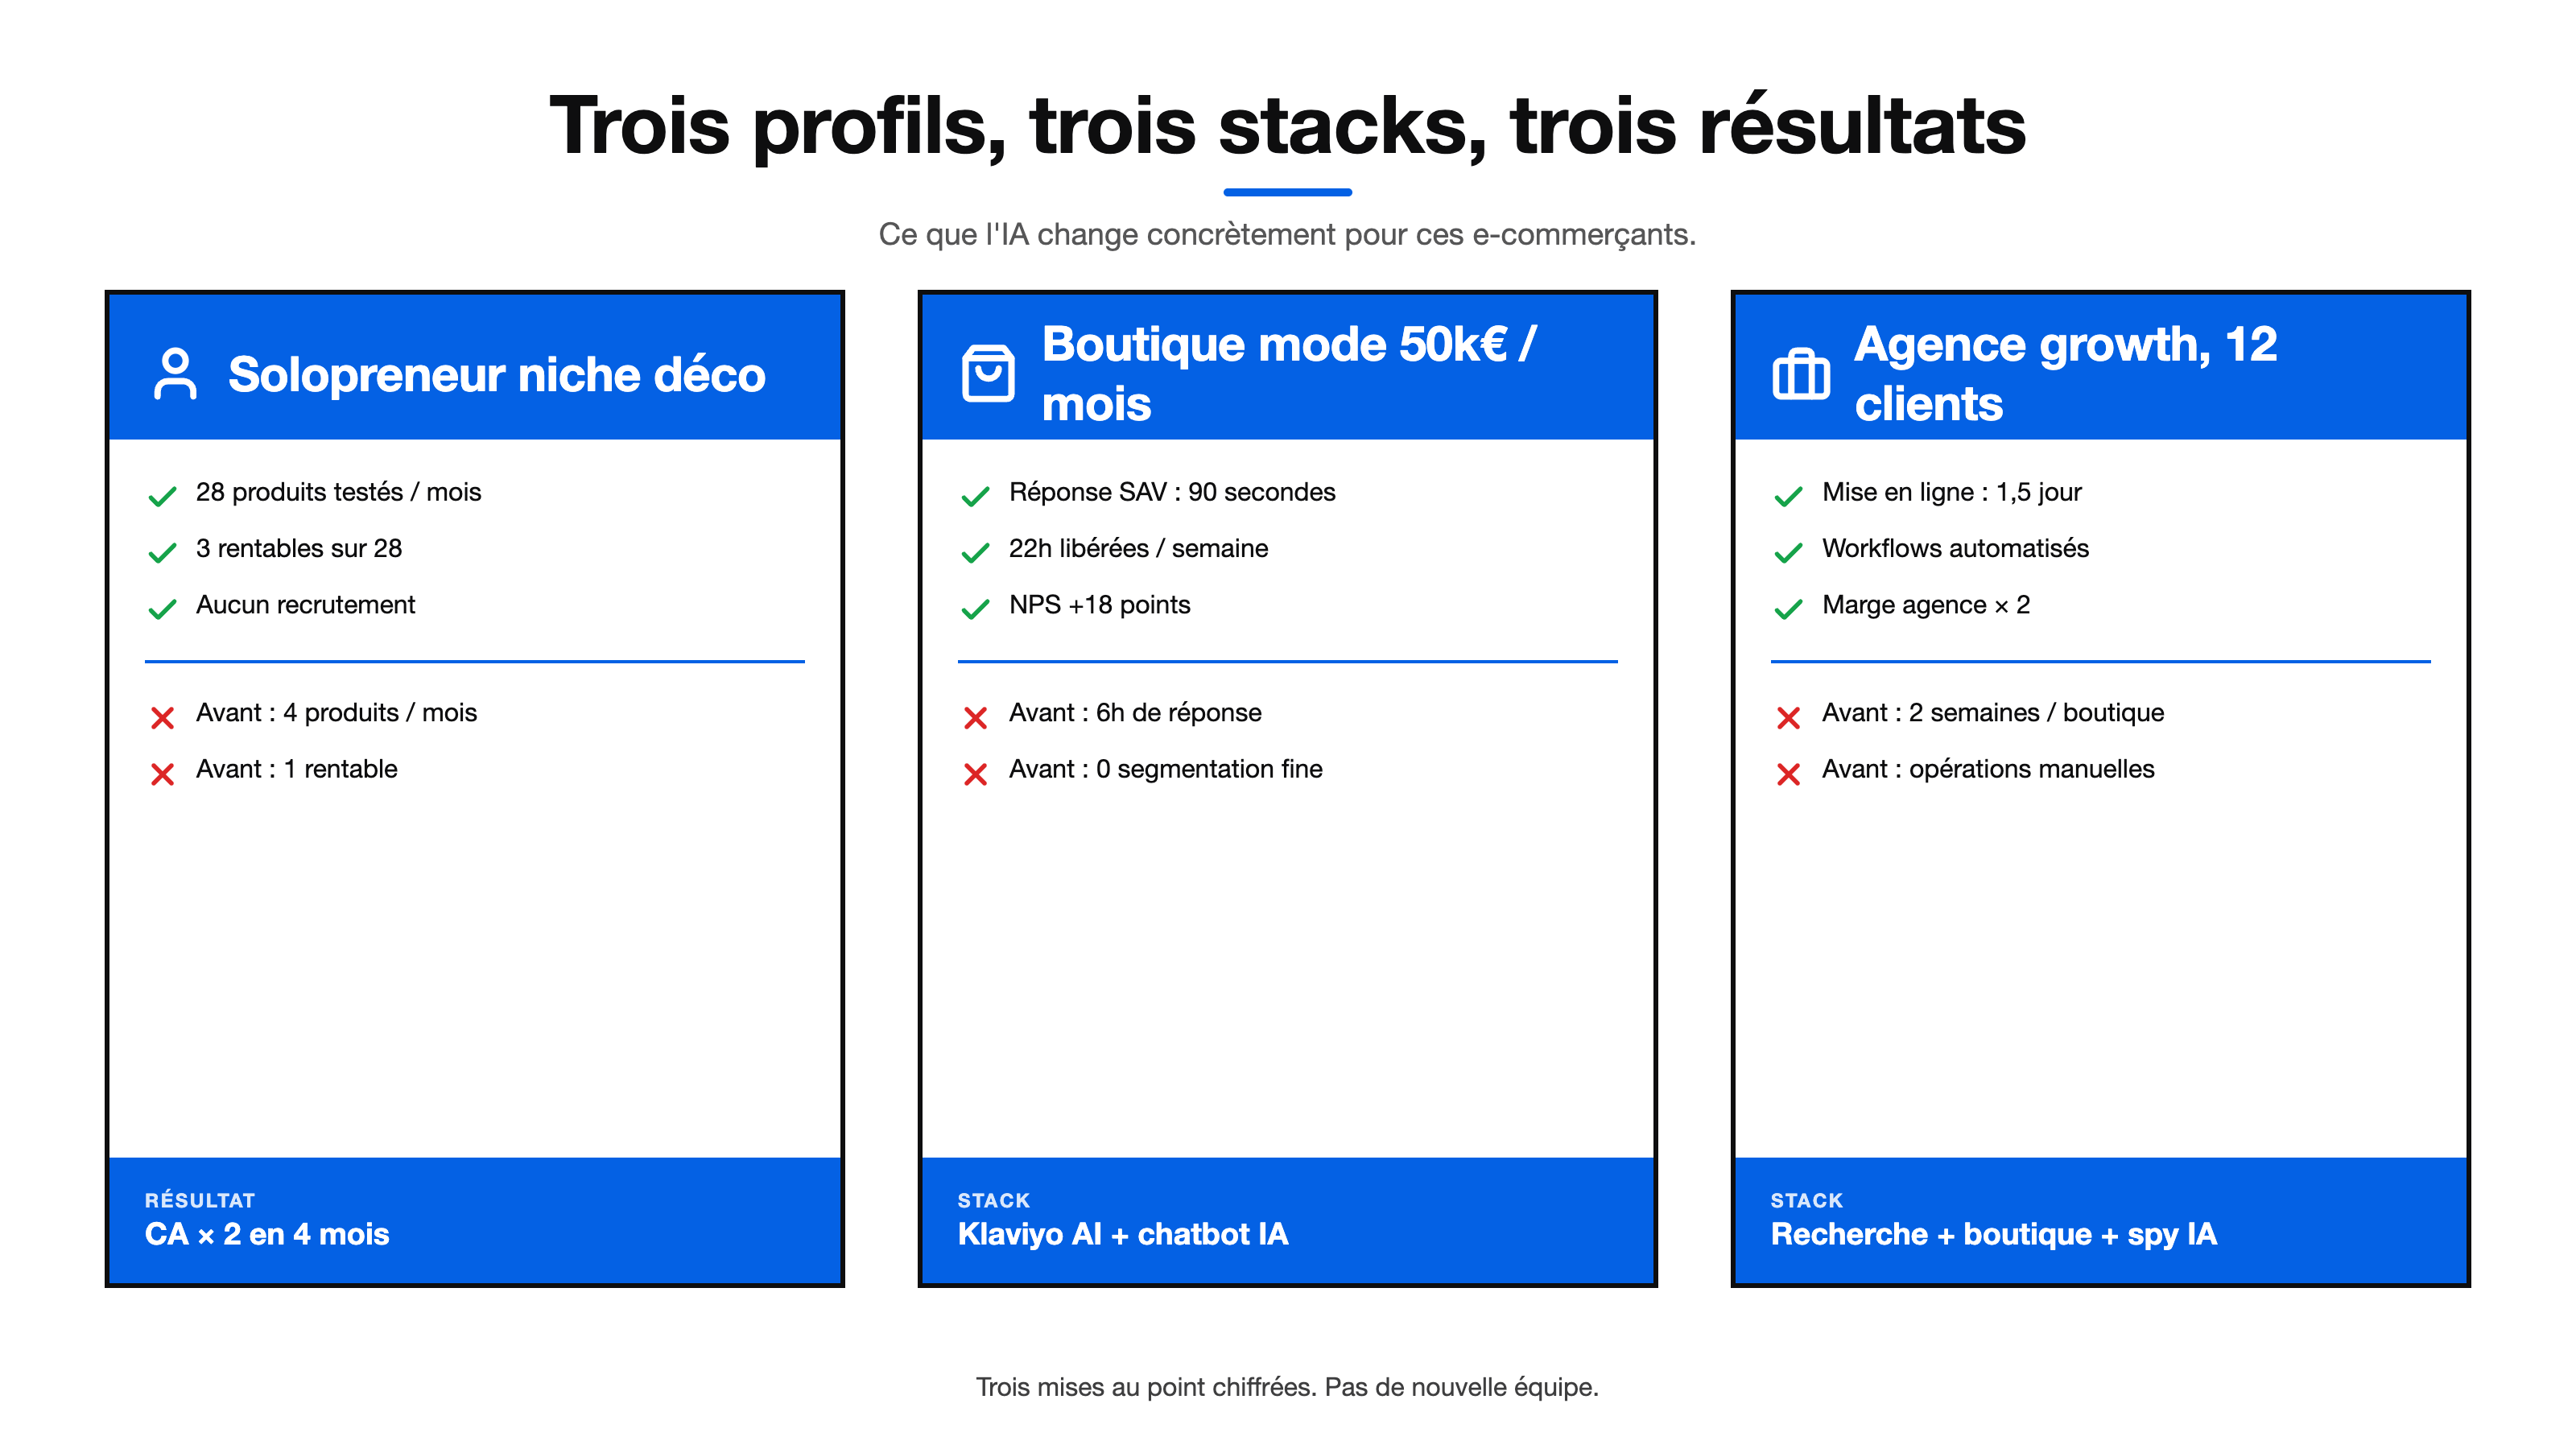 Trois profils, trois stacks, trois résultats
Ce que l'IA change concrètement pour ces e-commerçants.
Solopreneur niche déco
28 produits testés / mois
3 rentables sur 28
Aucun recrutement
Avant : 4 produits / mois
Avant : 1 rentable
RÉSULTAT
CA × 2 en 4 mois
Boutique mode 50k€ /
mois
Réponse SAV : 90 secondes
22h libérées / semaine
NPS +18 points
Avant : 6h de réponse
Avant : 0 segmentation fine
STACK
Klaviyo AI + chatbot IA
Agence growth, 12
clients
Mise en ligne : 1,5 jour
Workflows automatisés
Marge agence × 2
Avant : 2 semaines / boutique
Avant : opérations manuelles
STACK
Recherche + boutique + spy IA
Trois mises au point chiffrées. Pas de nouvelle équipe.